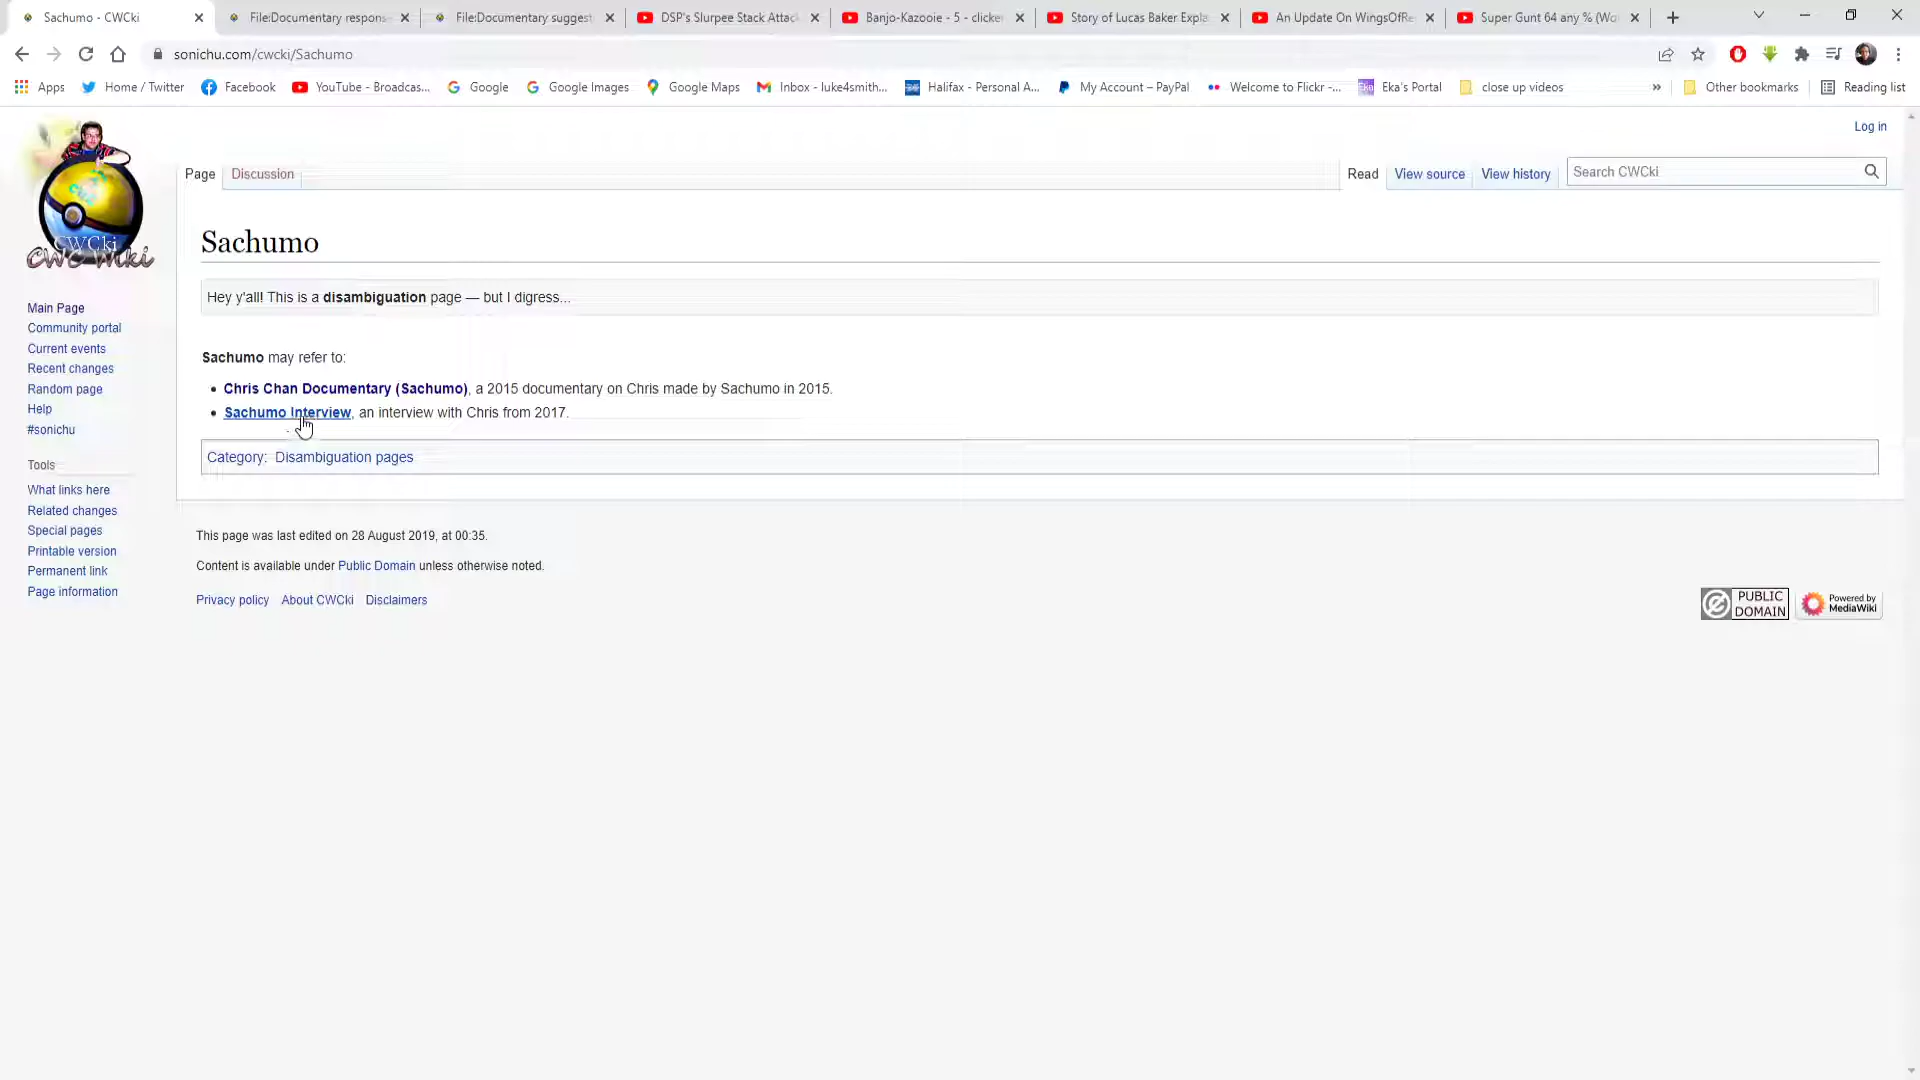 Sachumo - CWCki
File:Documentary respons
File:Documentary suggest
DSP's Slurpee Stack Attack
Banjo-Kazooie - 5 - clicke
Story of Lucas Baker Expla
An Update On WingsOfRe
Super Gunt 64 any % (Wo
sonichu.com/cwcki/Sachumo
Apps
Home / Twitter
Facebook
YouTube - Broadcas...
Google
Google Images
Google Maps
Inbox - luke4smith...
Halifax - Personal A...
My Account – PayPal
Welcome to Flickr -...
Eka's Portal
close up videos
»
Other bookmarks
Reading list
Log in
CWCki
CWC Wiki
Page
Discussion
Read
View source
View history
Search CWCki
Sachumo
Hey y'all! This is a disambiguation page — but I digress...
Sachumo may refer to:
• Chris Chan Documentary (Sachumo), a 2015 documentary on Chris made by Sachumo in 2015.
• Sachumo Interview, an interview with Chris from 2017.
Category: Disambiguation pages
Main Page
Community portal
Current events
Recent changes
Random page
Help
#sonichu
Tools
What links here
Related changes
Special pages
Printable version
Permanent link
Page information
This page was last edited on 28 August 2019, at 00:35.
Content is available under Public Domain unless otherwise noted.
Privacy policy
About CWCki
Disclaimers
PUBLIC
DOMAIN
Powered by
MediaWiki